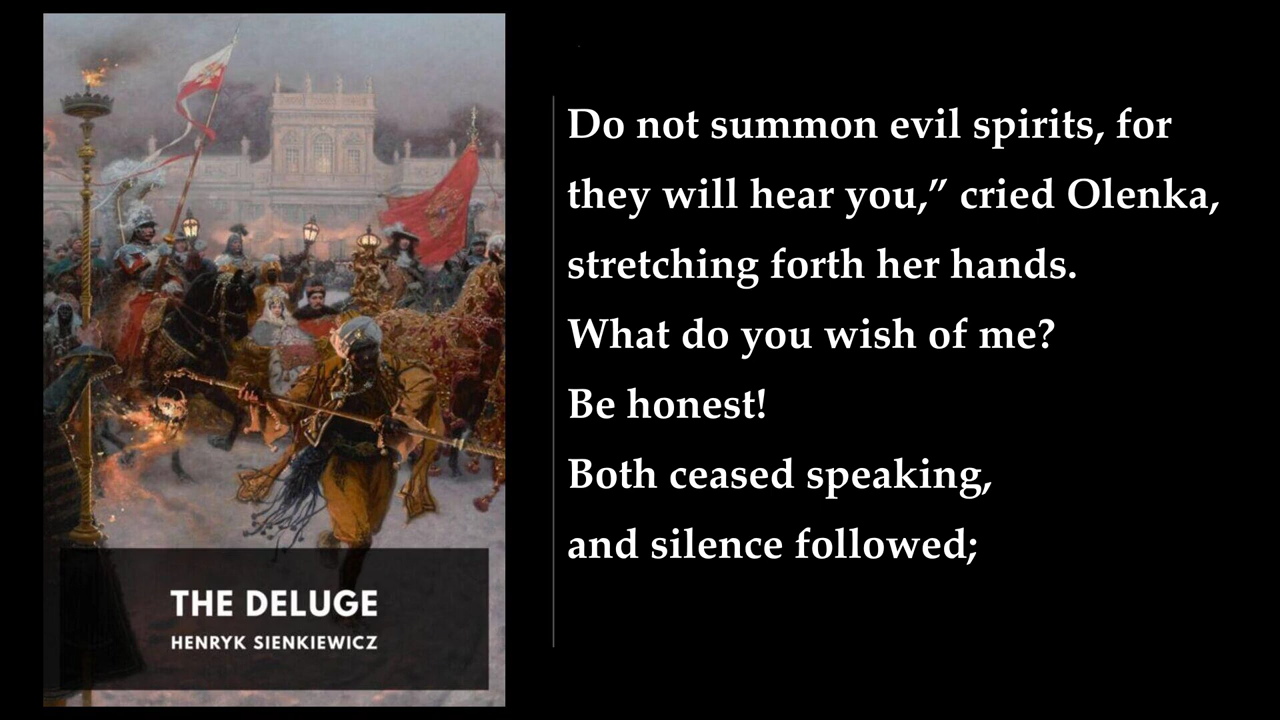 Do not summon evil spirits, for
they will hear you,” cried Olenka,
stretching forth her hands.
What do you wish of me?
Be honest!
Both ceased speaking,
and silence followed;
THE DELUGE
HENRYK SIENKIEWICZ